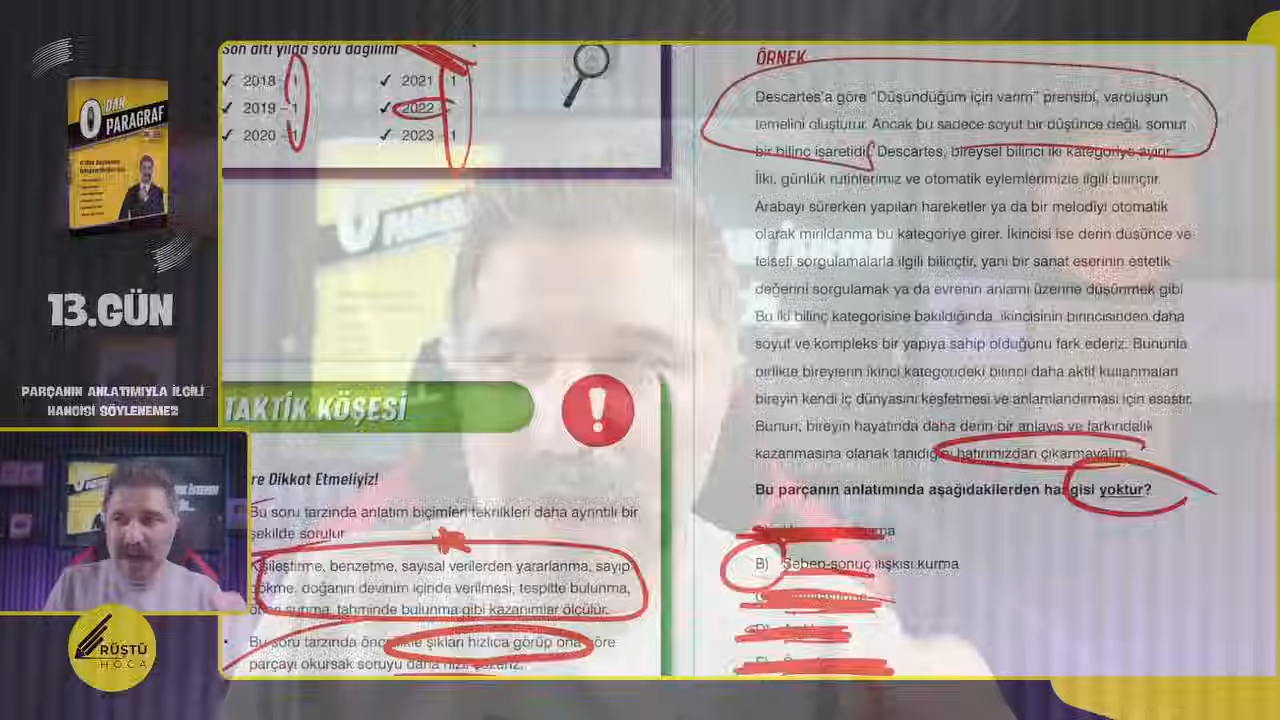 Son altı yılda soru dağılımı
✓ 2018 - 1
✓ 2021 1
✓ 2019 - 1
✓ 2022
✓ 2020 - 1
✓ 2023 - 1
0'DAN
PARAGRAF
13.GÜN
PARÇANIN ANLATIMIYLA İLGİLİ
HANGİSİ SÖYLENEMEZ
TAKTİK KÖŞESİ
re Dikkat Etmeliyiz!
Bu soru tarzında anlatım biçimleri teknikleri daha ayrıntılı bir
şekilde sorulur
Kişileştirme, benzetme, sayısal verilerden yararlanma, sayıp
dökme, doğanın devinim içinde verilmesi, tespitte bulunma,
öneri sunma, tahminde bulunma gibi kazanımlar ölçülür.
Bu soru tarzında öncelikle şıkları hızlıca görüp ona göre
parçayı okursak soruyu daha hızlı çözeriz.
RÜŞTÜ
HOCA
ÖRNEK
Descartes'a göre "Düşündüğüm için varım" prensibi, varoluşun
temelini oluşturur. Ancak bu sadece soyut bir düşünce değil, somut
bir bilinç işaretidir. Descartes, bireysel bilinci iki kategoriye ayırır.
İlki, günlük rutinlerimiz ve otomatik eylemlerimizle ilgili bilinçtir.
Arabayı sürerken yapılan hareketler ya da bir melodiyi otomatik
olarak mırıldanma bu kategoriye girer. İkincisi ise derin düşünce ve
felsefi sorgulamalarla ilgili bilinçtir, yani bir sanat eserinin estetik
değerini sorgulamak ya da evrenin anlamı üzerine düşünmek gibi
Bu iki bilinç kategorisine bakıldığında, ikincisinin birincisinden daha
soyut ve kompleks bir yapıya sahip olduğunu fark ederiz. Bununla
birlikte bireylerin ikinci kategorideki bilinci daha aktif kullanmaları
bireyin kendi iç dünyasını keşfetmesi ve anlamlandırması için esastır.
Bunun, bireyin hayatında daha derin bir anlayış ve farkındalık
kazanmasına olanak tanıdığını hatırımızdan çıkarmayalım.
Bu parçanın anlatımında aşağıdakilerden hangisi yoktur?
B) Sebep-sonuç ilişkisi kurma